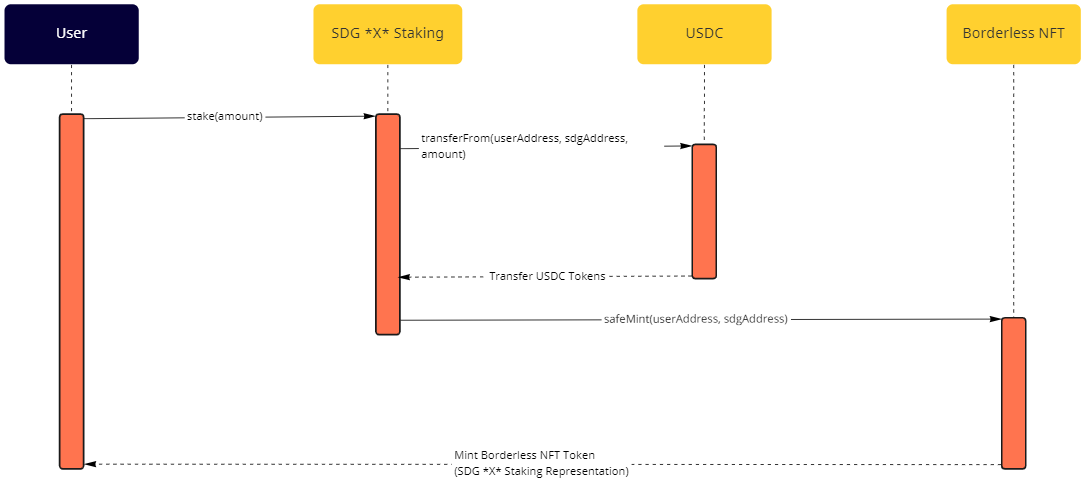 User
SDG *X* Staking
USDC
Borderless NFT
stake(amount)
transferFrom(userAddress, sdgAddress,
amount)
Transfer USDC Tokens
safeMint(userAddress, sdgAddress)
Mint Borderless NFT Token
(SDG *X* Staking Representation)